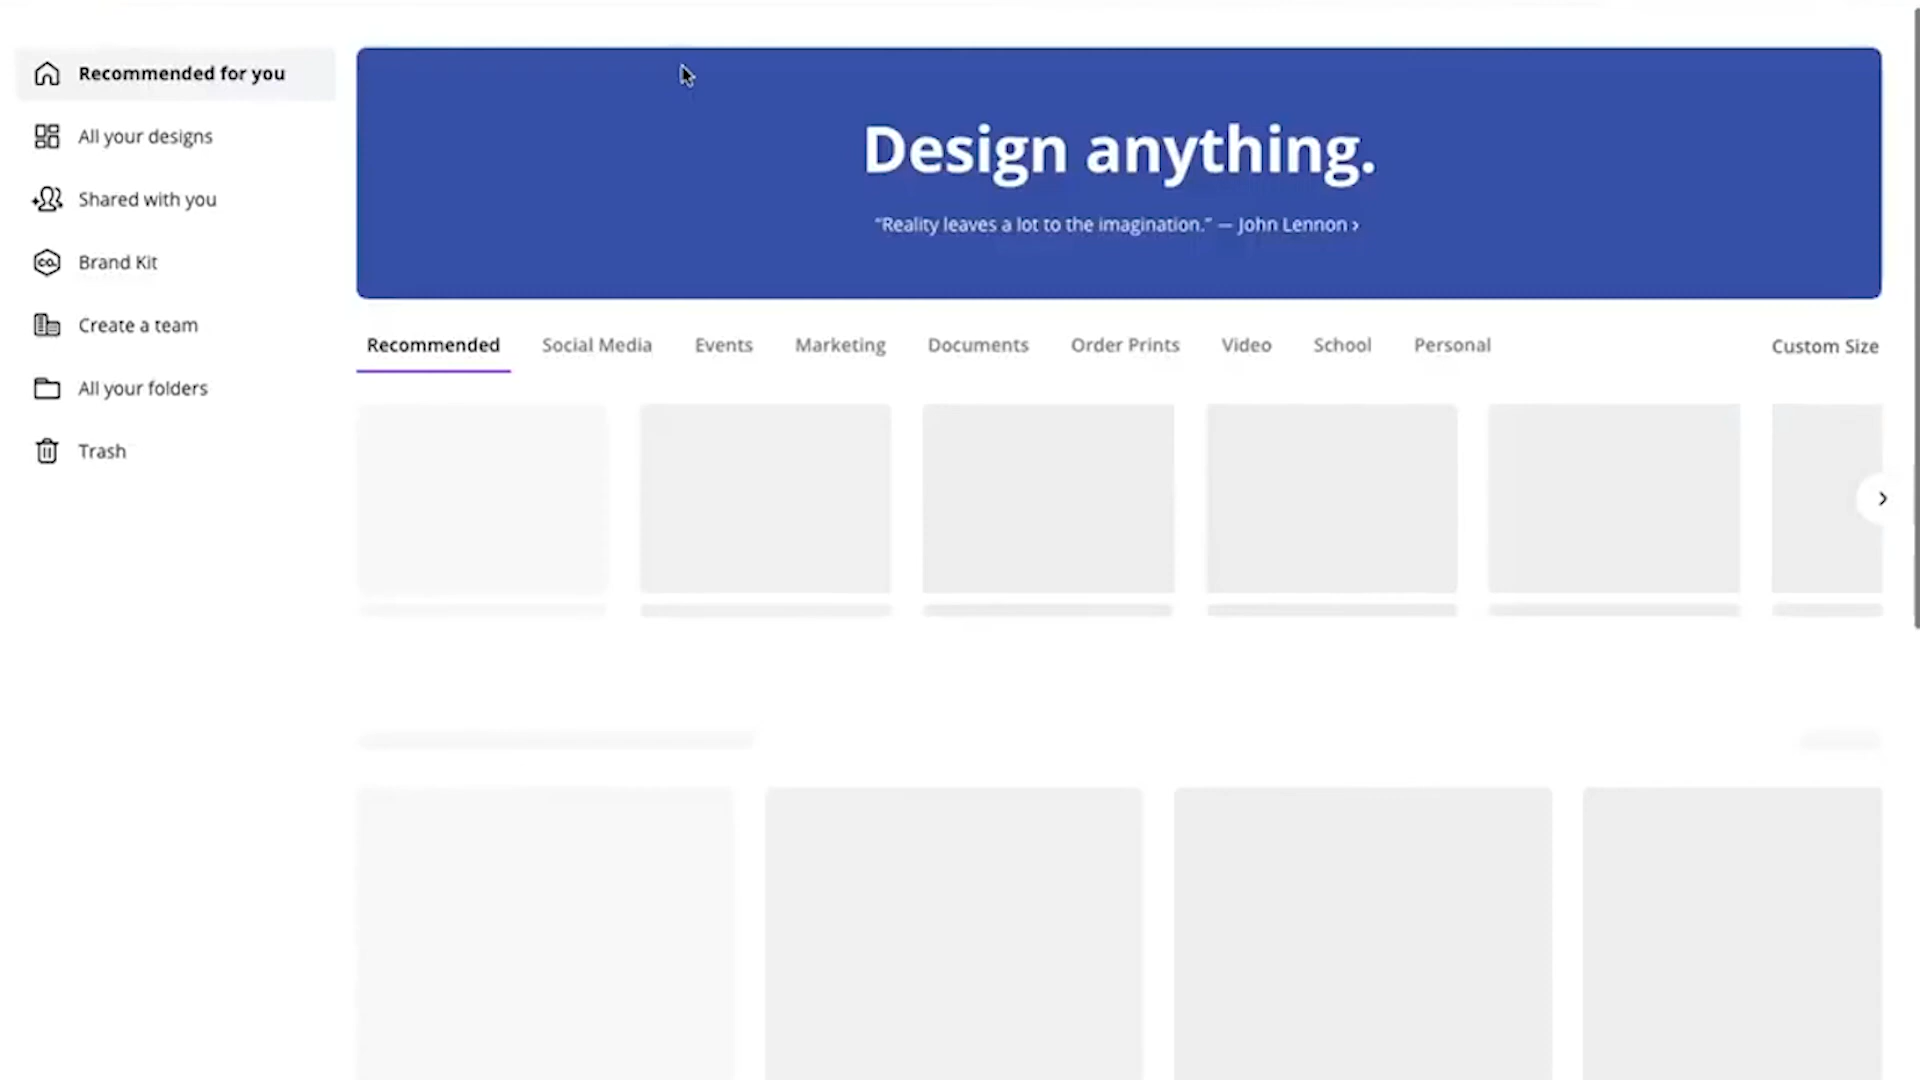 Recommended for you
All your designs
Shared with you
Brand Kit
Create a team
All your folders
Trash
Design anything.
“Reality leaves a lot to the imagination.” — John Lennon ›
Recommended Social Media Events Marketing Documents Order Prints Video School Personal Custom Size
CO.